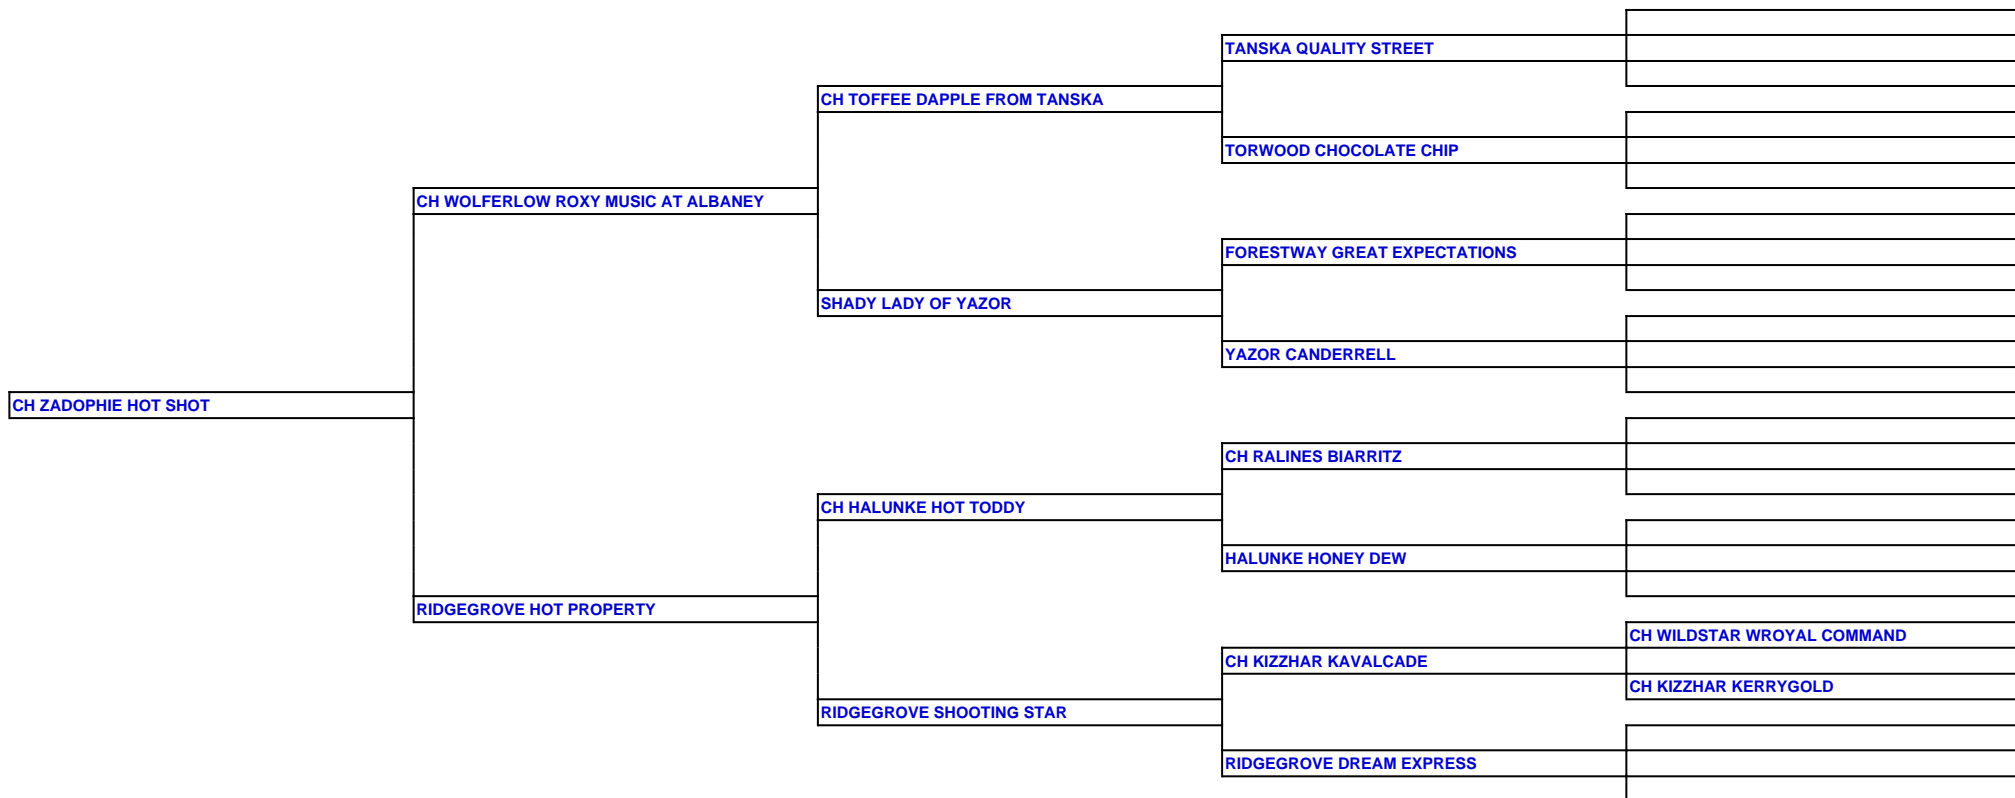 TANSKA QUALITY STREET
CH TOFFEE DAPPLE FROM TANSKA
TORWOOD CHOCOLATE CHIP
CH WOLFERLOW ROXY MUSIC AT ALBANEY
FORESTWAY GREAT EXPECTATIONS
SHADY LADY OF YAZOR
YAZOR CANDERRELL
CH ZADOPHIE HOT SHOT
CH RALINES BIARRITZ
CH HALUNKE HOT TODDY
HALUNKE HONEY DEW
RIDGEGROVE HOT PROPERTY
CH WILDSTAR WROYAL COMMAND
CH KIZZHAR KAVALCADE
CH KIZZHAR KERRYGOLD
RIDGEGROVE SHOOTING STAR
RIDGEGROVE DREAM EXPRESS